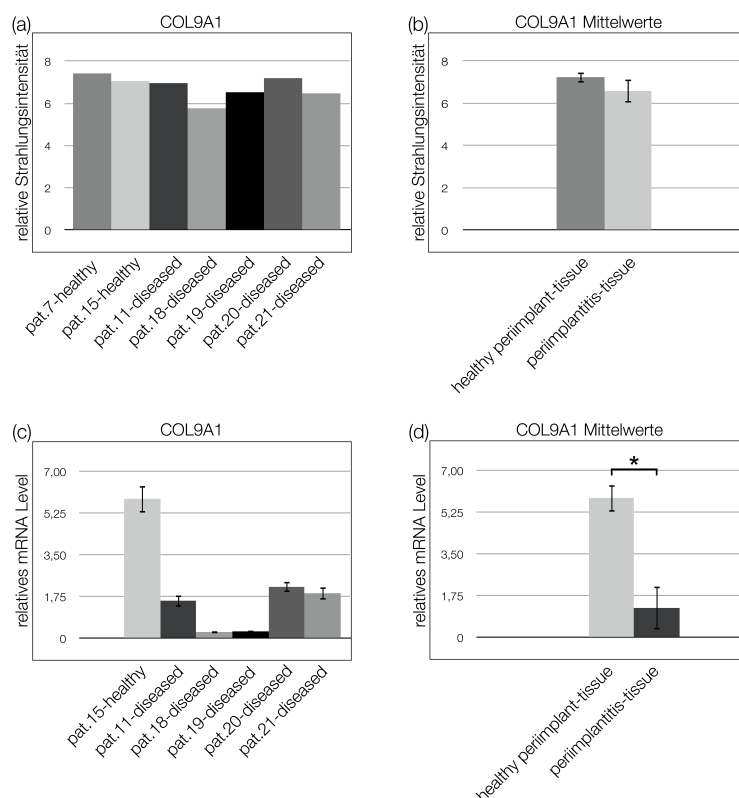 (a)
COL9A1
relative Strahlungsintensität
8
6
4
2
0
pat.7-healthy
pat.15-healthy
pat.11-diseased
pat.18-diseased
pat.19-diseased
pat.20-diseased
pat.21-diseased
(b)
COL9A1 Mittelwerte
relative Strahlungsintensität
8
6
4
2
0
healthy periimplant-tissue
periimplantitis-tissue
(c)
COL9A1
relatives mRNA Level
7,00
5,25
3,50
1,75
0
pat.15-healthy
pat.11-diseased
pat.18-diseased
pat.19-diseased
pat.20-diseased
pat.21-diseased
(d)
COL9A1 Mittelwerte
relatives mRNA Level
7,00
5,25
3,50
1,75
0
*
healthy periimplant-tissue
periimplantitis-tissue